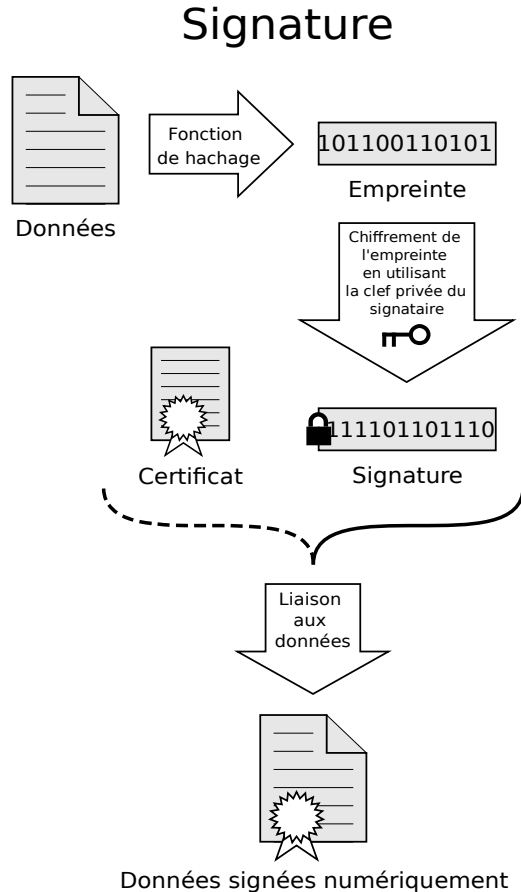 Signature
Fonction
de hachage
101100110101
Données
Empreinte
Chiffrement de
l'empreinte
en utilisant
la clef privée du
signataire
111101101110
Certificat
Signature
Liaison
aux
données
Données signées numériquement